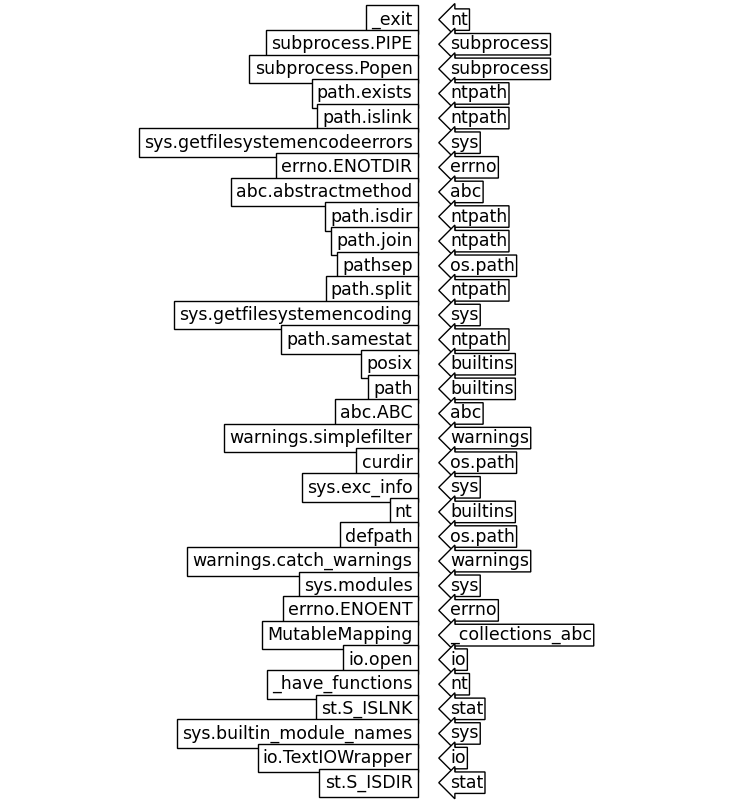 _exit nt
subprocess.PIPE subprocess
subprocess.Popen subprocess
path.exists ntpath
path.islink ntpath
sys.getfilesystemencodeerrors sys
errno.ENOTDIR errno
abc.abstractmethod abc
path.isdir ntpath
path.join ntpath
pathsep os.path
path.split ntpath
sys.getfilesystemencoding sys
path.samestat ntpath
posix builtins
path builtins
abc.ABC abc
warnings.simplefilter warnings
curdir os.path
sys.exc_info sys
nt builtins
defpath os.path
warnings.catch_warnings warnings
sys.modules sys
errno.ENOENT errno
MutableMapping _collections_abc
io.open io
_have_functions nt
st.S_ISLNK stat
sys.builtin_module_names sys
io.TextIOWrapper io
st.S_ISDIR stat